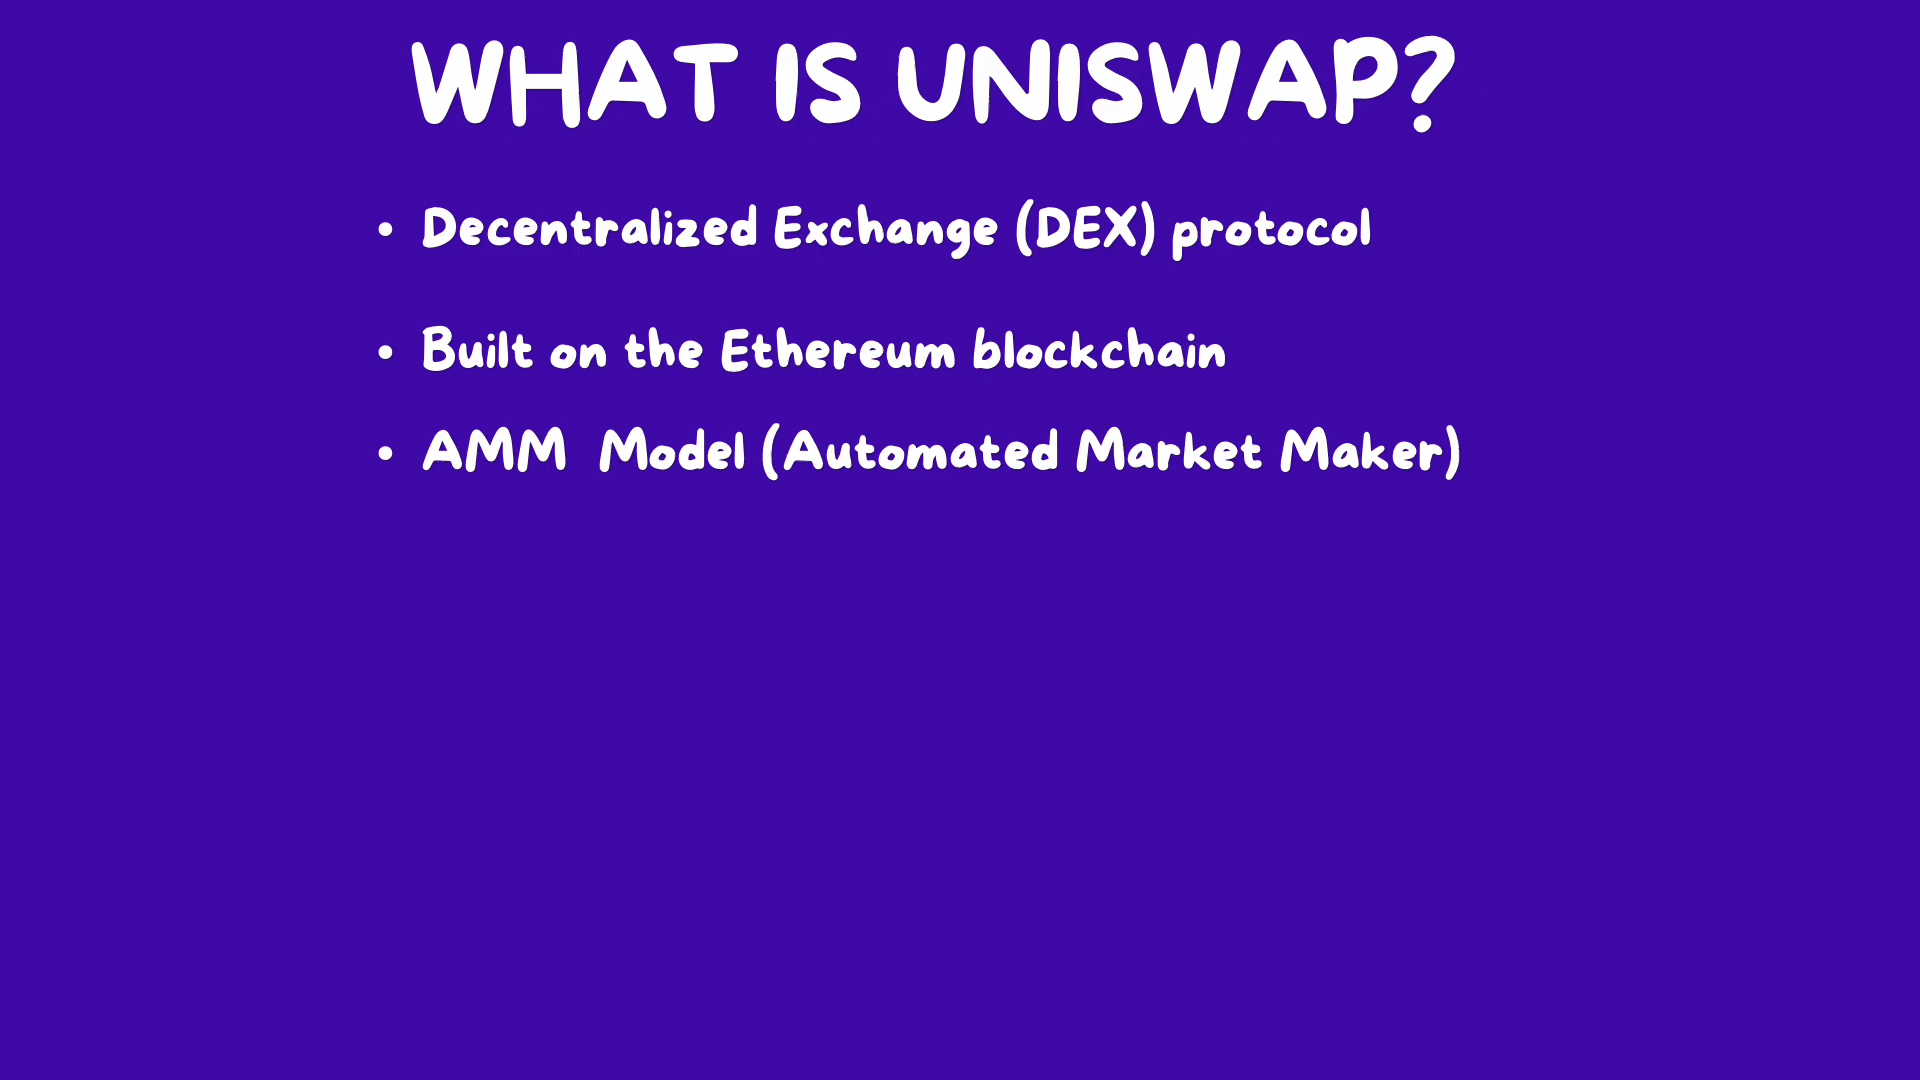 WHAT IS UNISWAP?
• Decentralized Exchange (DEX) protocol
• Built on the Ethereum blockchain
• AMM  Model (Automated Market Maker)